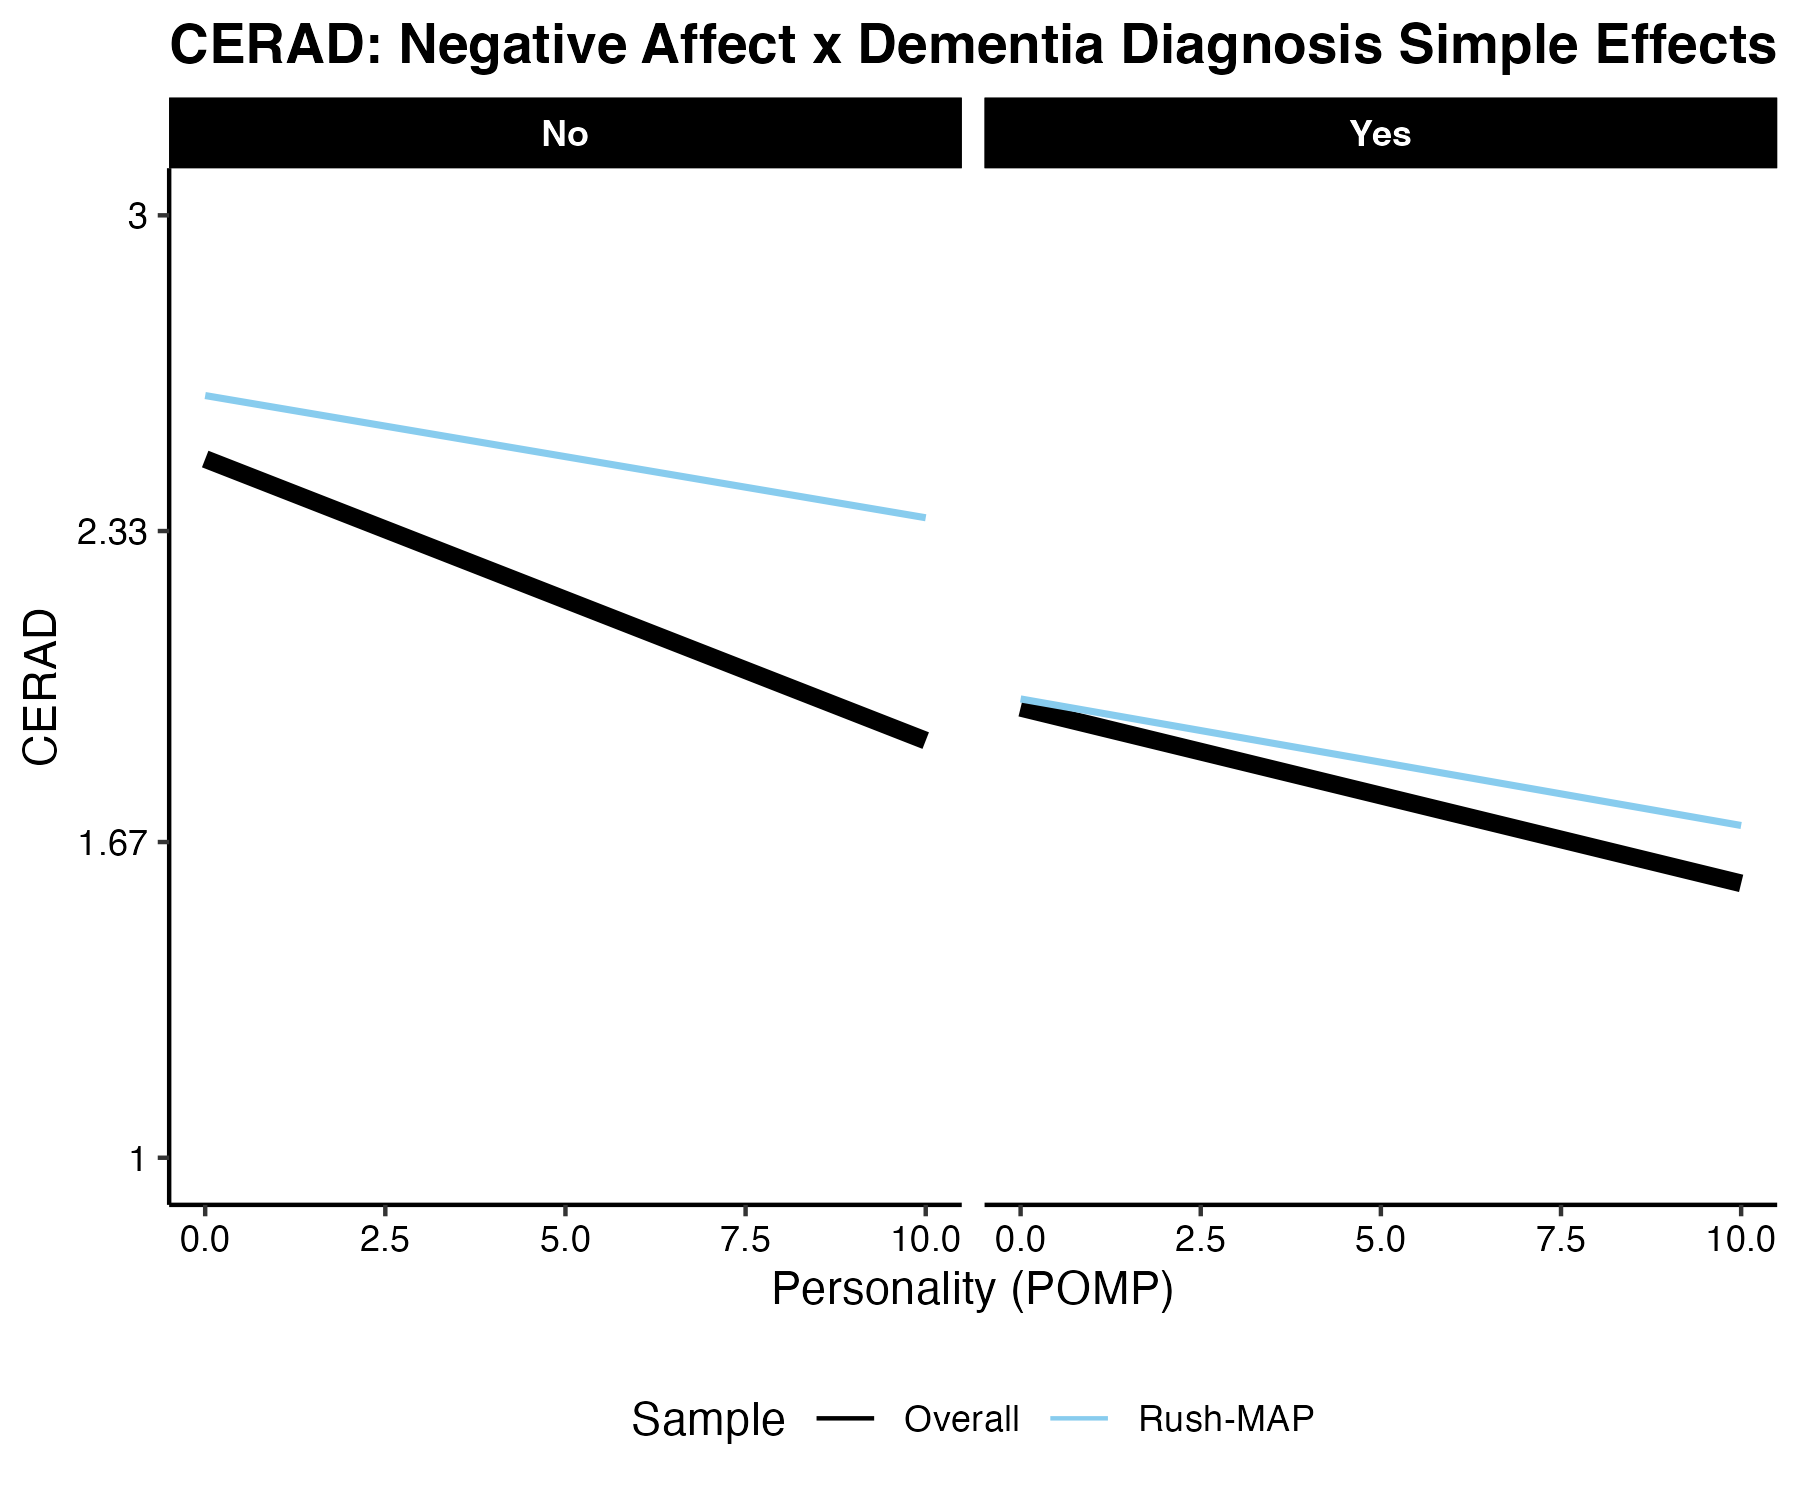 CERAD: Negative Affect x Dementia Diagnosis Simple Effects
No Yes
3
2.33
1.67
1
CERAD
0.0 2.5 5.0 7.5 10.0 0.0 2.5 5.0 7.5 10.0
Personality (POMP)
Sample Overall Rush-MAP